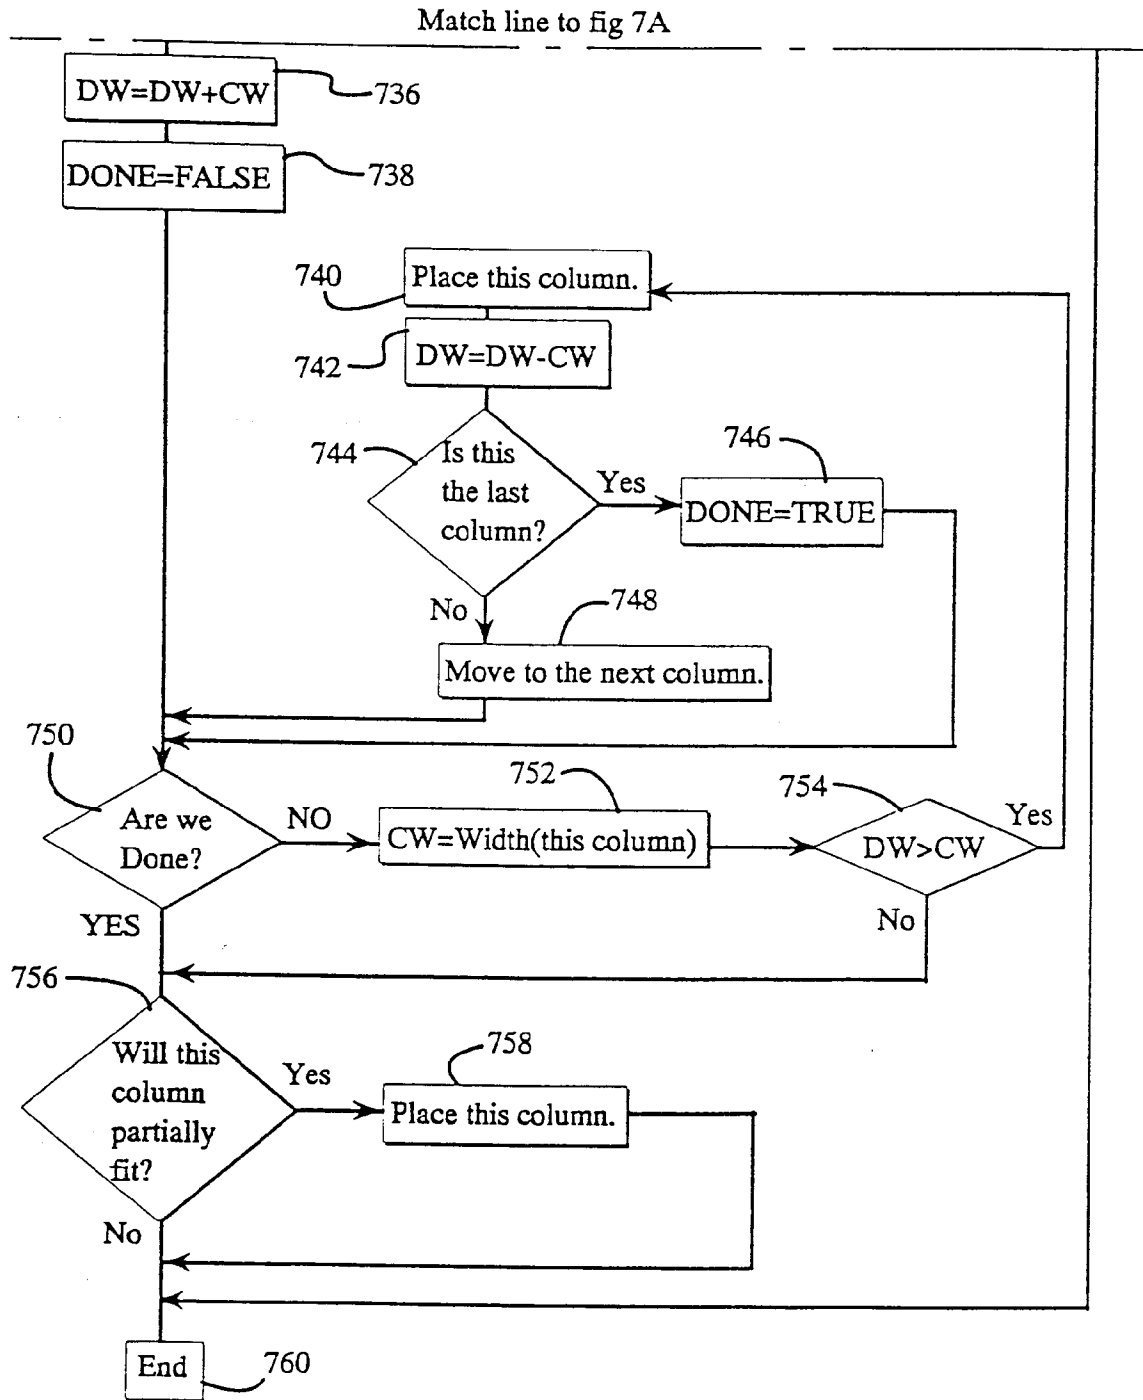 Match line to fig 7A
DW=DW+CW
736
DONE=FALSE
738
740
Place this column.
742
DW=DW-CW
744
Is this
the last
column?
Yes
746
DONE=TRUE
No
748
Move to the next column.
750
Are we
Done?
NO
752
CW=Width(this column)
754
DW>CW
Yes
No
YES
756
Will this
column
partially
fit?
Yes
758
Place this column.
No
End
760